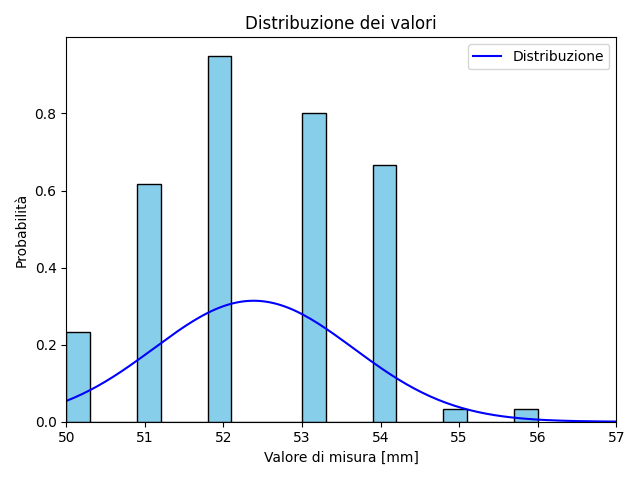 Distribuzione dei valori
Distribuzione
Probabilità
0.8
0.6
0.4
0.2
0.0
50 51 52 53 54 55 56 57
Valore di misura [mm]